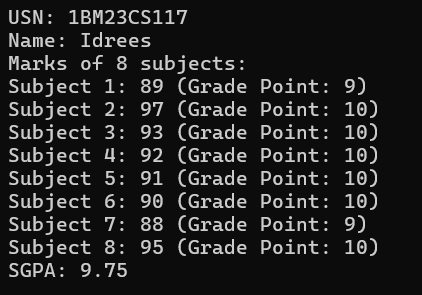 USN: 1BM23CS117
Name: Idrees
Marks of 8 subjects:
Subject 1: 89 (Grade Point: 9)
Subject 2: 97 (Grade Point: 10)
Subject 3: 93 (Grade Point: 10)
Subject 4: 92 (Grade Point: 10)
Subject 5: 91 (Grade Point: 10)
Subject 6: 90 (Grade Point: 10)
Subject 7: 88 (Grade Point: 9)
Subject 8: 95 (Grade Point: 10)
SGPA: 9.75